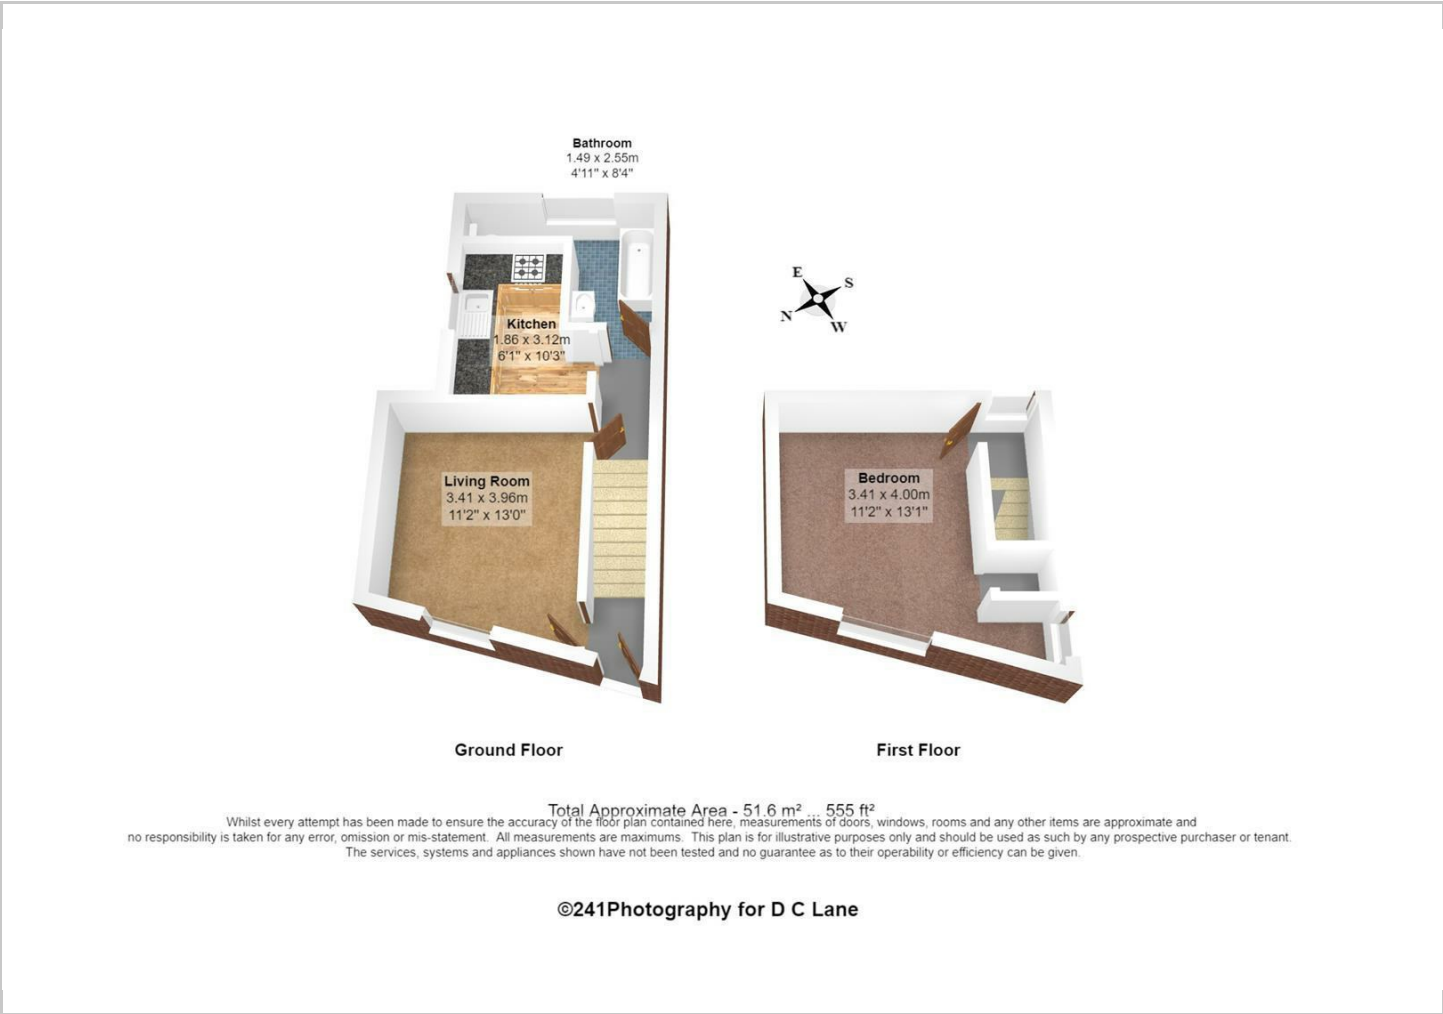 Bathroom
1.49 x 2.55m
4'11" x 8'4"
Kitchen
1.86 x 3.12m
6'1" x 10'3"
Living Room
3.41 x 3.96m
11'2" x 13'0"
E
S
N
W
Bedroom
3.41 x 4.00m
11'2" x 13'1"
Ground Floor
First Floor
Total Approximate Area - 51.6 m² ... 555 ft²
Whilst every attempt has been made to ensure the accuracy of the floor plan contained here, measurements of doors, windows, rooms and any other items are approximate and
no responsibility is taken for any error, omission or mis-statement. All measurements are maximums. This plan is for illustrative purposes only and should be used as such by any prospective purchaser or tenant.
The services, systems and appliances shown have not been tested and no guarantee as to their operability or efficiency can be given.
©241Photography for D C Lane